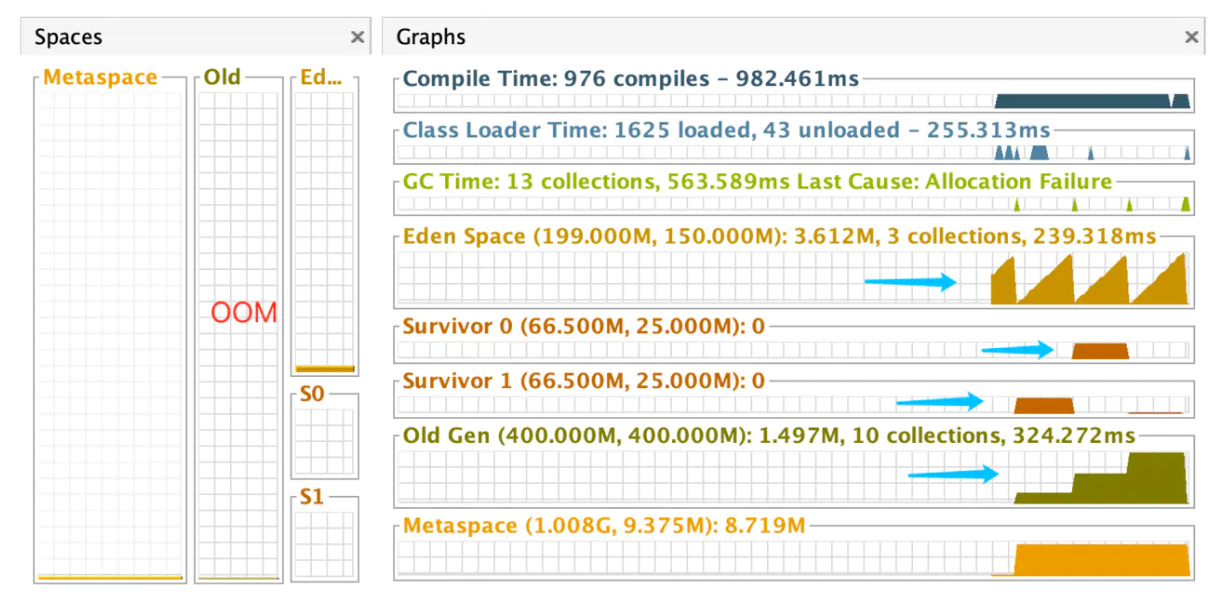 Spaces ×
Metaspace
Old
Ed...
OOM
S0
S1
Graphs ×
Compile Time: 976 compiles – 982.461ms
Class Loader Time: 1625 loaded, 43 unloaded – 255.313ms
GC Time: 13 collections, 563.589ms Last Cause: Allocation Failure
Eden Space (199.000M, 150.000M): 3.612M, 3 collections, 239.318ms
Survivor 0 (66.500M, 25.000M): 0
Survivor 1 (66.500M, 25.000M): 0
Old Gen (400.000M, 400.000M): 1.497M, 10 collections, 324.272ms
Metaspace (1.008G, 9.375M): 8.719M